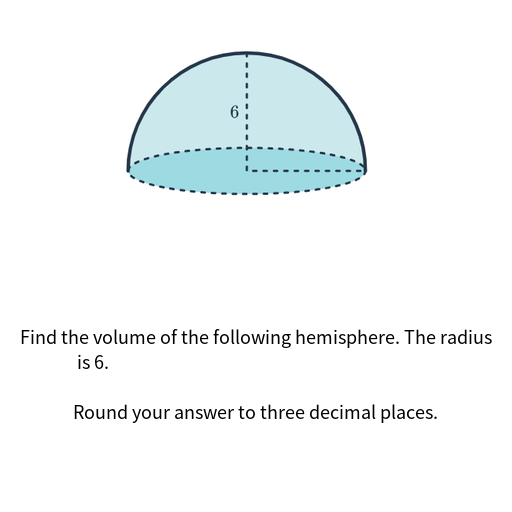 6
Find the volume of the following hemisphere. The radius
is 6.
Round your answer to three decimal places.